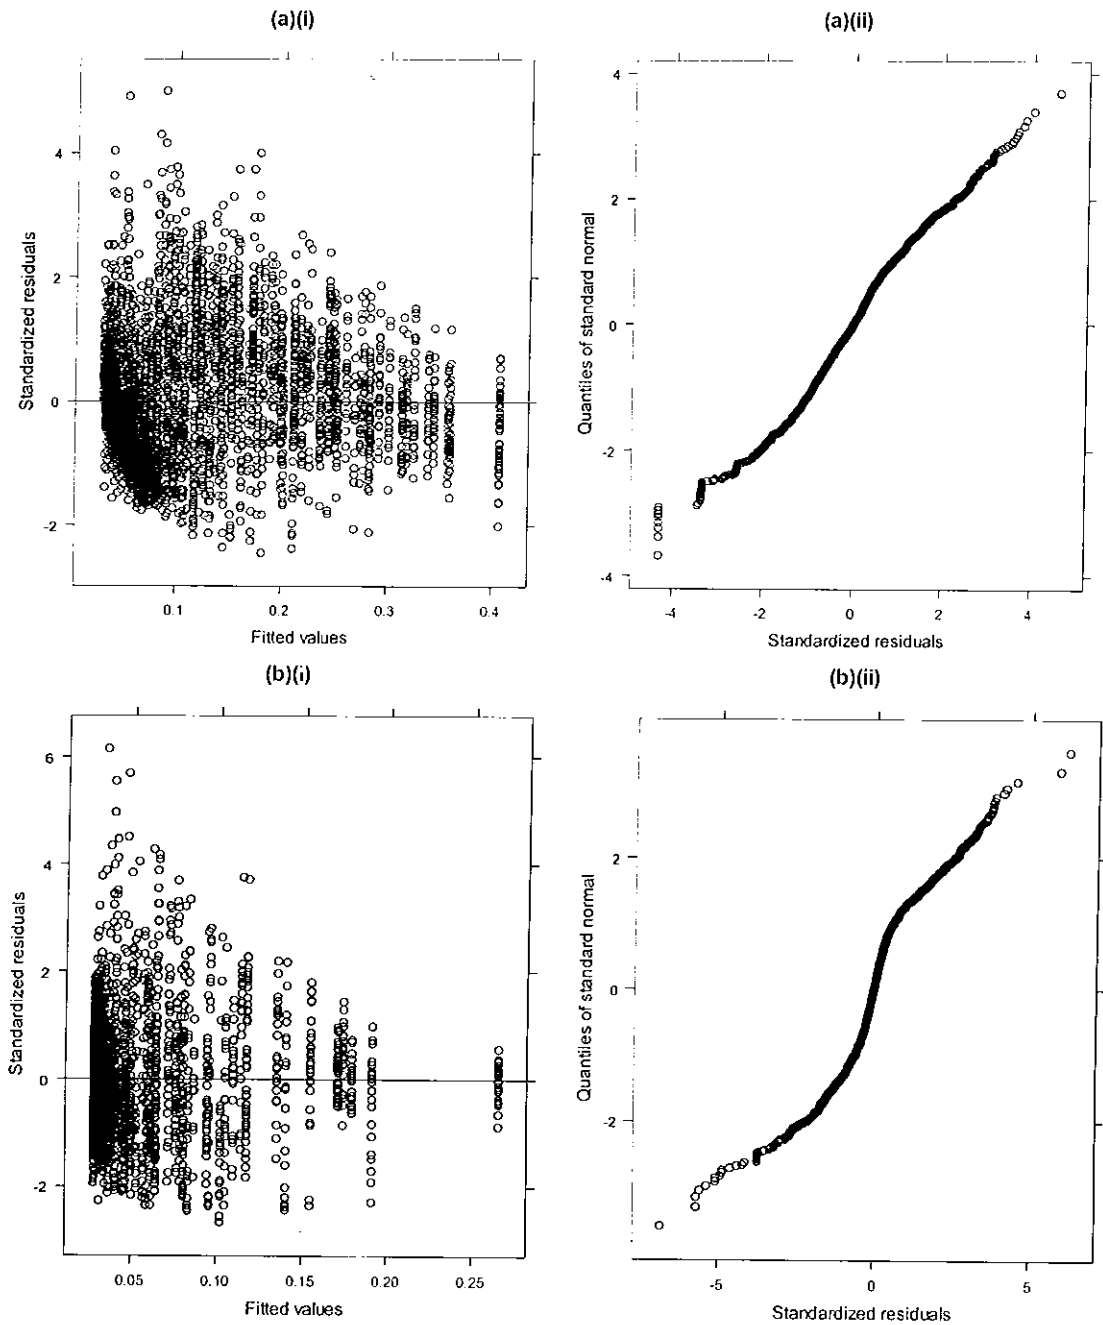 (a)(i)
(a)(ii)
Standardized residuals
4
2
0
-2
0.1 0.2 0.3 0.4
Fitted values
Quantiles of standard normal
4
2
0
-2
-4
-4 -2 0 2 4
Standardized residuals
(b)(i)
(b)(ii)
Standardized residuals
6
4
2
0
-2
0.05 0.10 0.15 0.20 0.25
Fitted values
Quantiles of standard normal
2
0
-2
-5 0 5
Standardized residuals